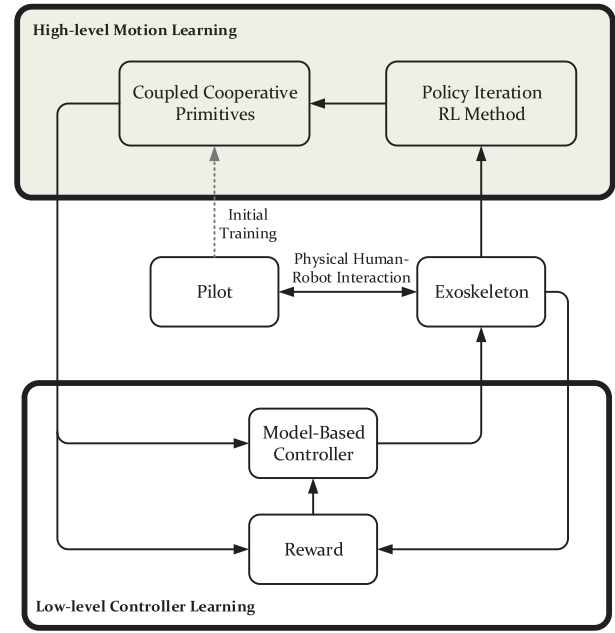 High-level Motion Learning
Coupled Cooperative
Primitives
Policy Iteration
RL Method
Initial
Training
Physical Human-
Robot Interaction
Pilot
Exoskeleton
Model-Based
Controller
Reward
Low-level Controller Learning